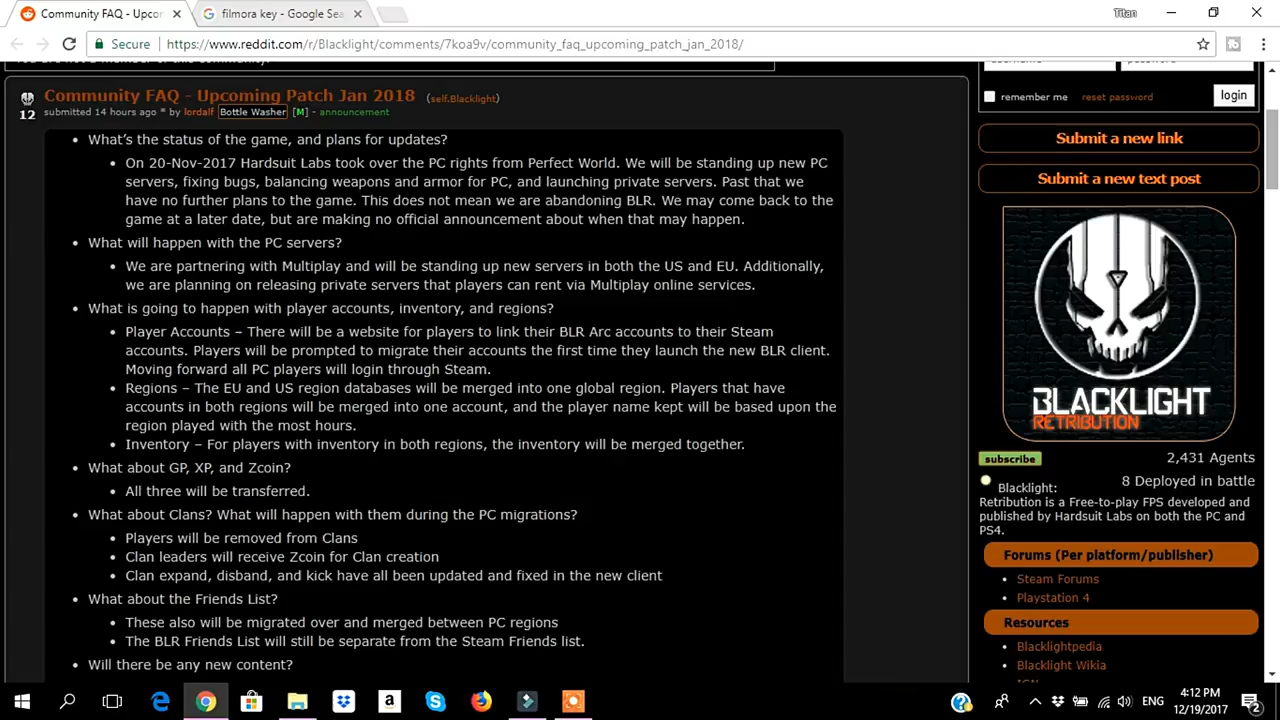 Community FAQ - Upcom
filmora key - Google Sea
Titan
Secure
https://www.reddit.com/r/Blacklight/comments/7koa9v/community_faq_upcoming_patch_jan_2018/
remember me
reset password
login
12
Community FAQ - Upcoming Patch Jan 2018 (self.Blacklight)
submitted 14 hours ago * by lordalf Bottle Washer [M] - announcement
What's the status of the game, and plans for updates?
On 20-Nov-2017 Hardsuit Labs took over the PC rights from Perfect World. We will be standing up new PC
servers, fixing bugs, balancing weapons and armor for PC, and launching private servers. Past that we
have no further plans to the game. This does not mean we are abandoning BLR. We may come back to the
game at a later date, but are making no official announcement about when that may happen.
What will happen with the PC servers?
We are partnering with Multiplay and will be standing up new servers in both the US and EU. Additionally,
we are planning on releasing private servers that players can rent via Multiplay online services.
What is going to happen with player accounts, inventory, and regions?
Player Accounts – There will be a website for players to link their BLR Arc accounts to their Steam
accounts. Players will be prompted to migrate their accounts the first time they launch the new BLR client.
Moving forward all PC players will login through Steam.
Regions – The EU and US region databases will be merged into one global region. Players that have
accounts in both regions will be merged into one account, and the player name kept will be based upon the
region played with the most hours.
Inventory – For players with inventory in both regions, the inventory will be merged together.
What about GP, XP, and Zcoin?
All three will be transferred.
What about Clans? What will happen with them during the PC migrations?
Players will be removed from Clans
Clan leaders will receive Zcoin for Clan creation
Clan expand, disband, and kick have all been updated and fixed in the new client
What about the Friends List?
These also will be migrated over and merged between PC regions
The BLR Friends List will still be separate from the Steam Friends list.
Will there be any new content?
Submit a new link
Submit a new text post
BLACKLIGHT
RETRIBUTION
subscribe
2,431 Agents
8 Deployed in battle
Blacklight:
Retribution is a Free-to-play FPS developed and
published by Hardsuit Labs on both the PC and
PS4.
Forums (Per platform/publisher)
Steam Forums
Playstation 4
Resources
Blacklightpedia
Blacklight Wikia
ENG
4:12 PM
12/19/2017
2